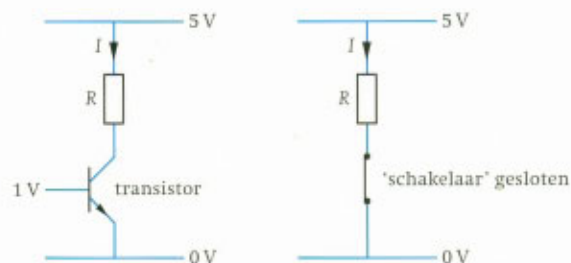 5 V
I
R
1 V
transistor
0 V
5 V
I
R
'schakelaar' gesloten
0 V